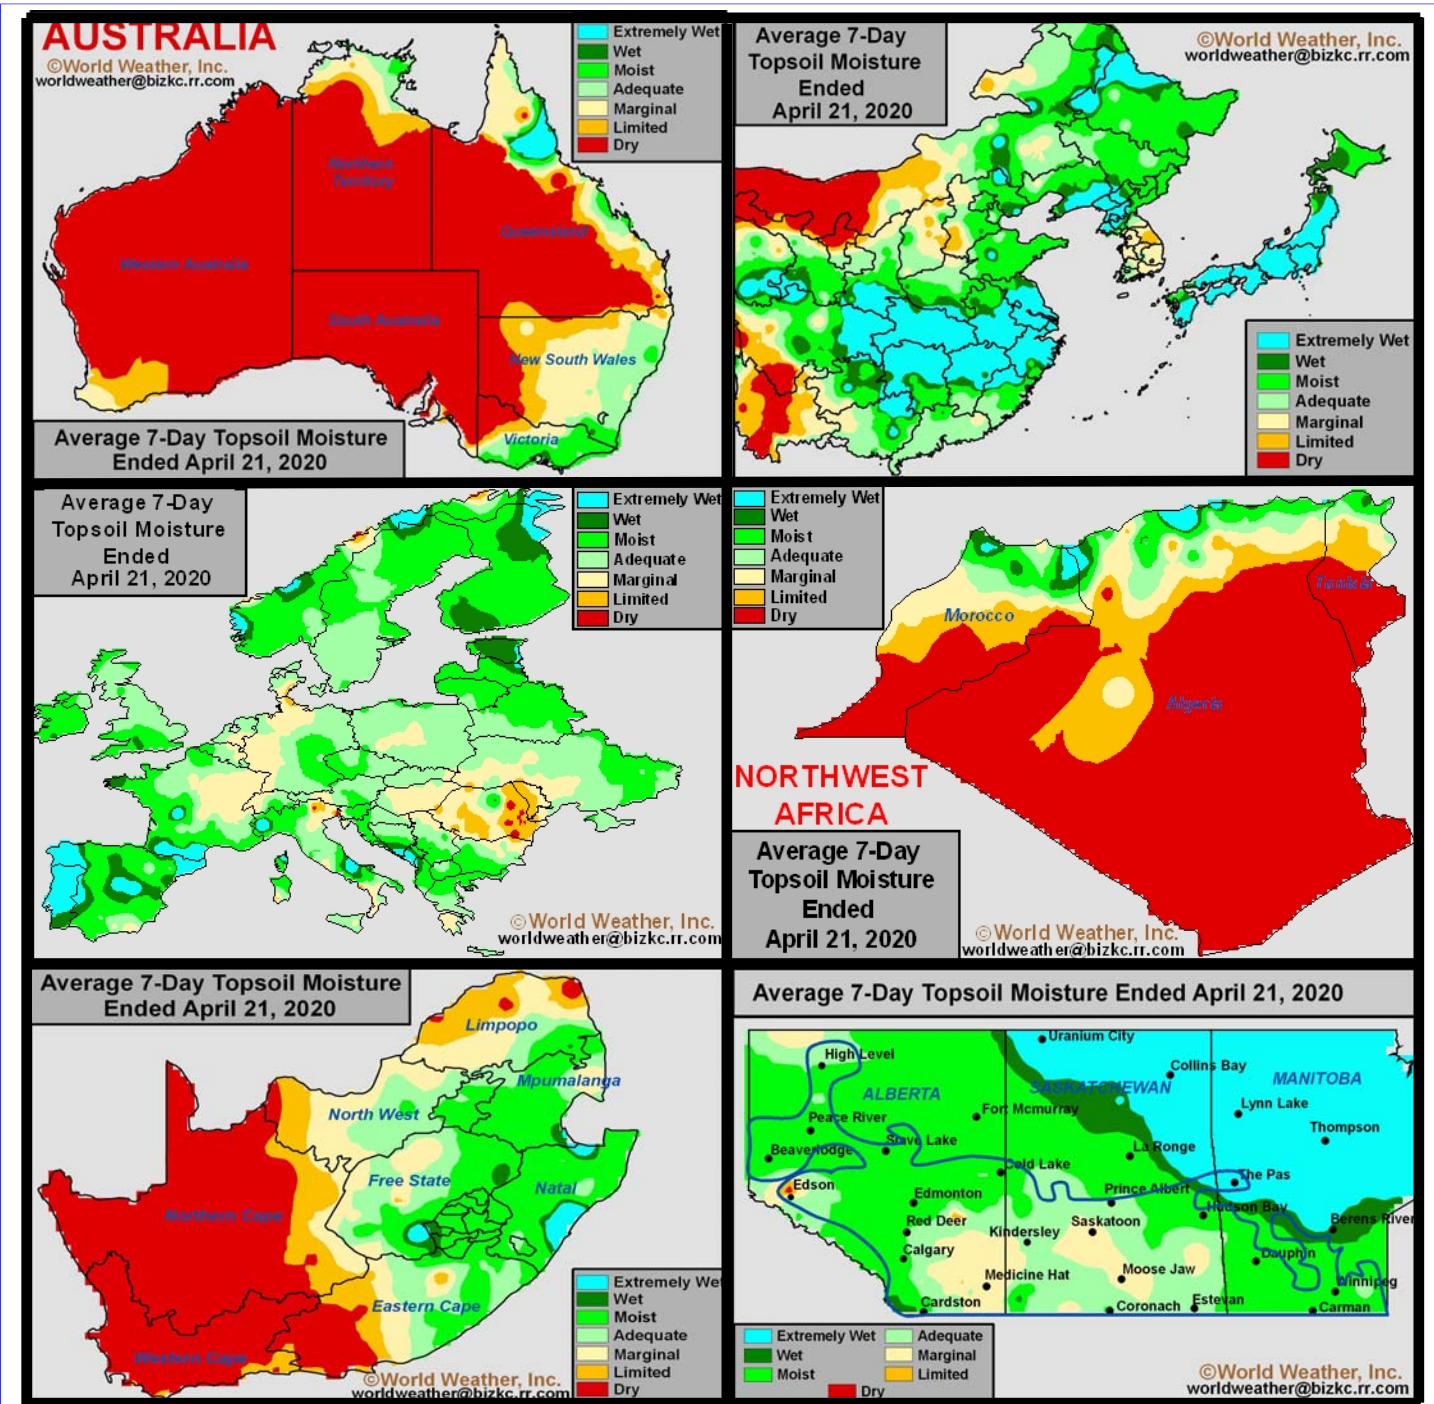 AUSTRALIA
©World Weather, Inc.
worldweather@bizkc.rr.com
Extremely Wet
Wet
Moist
Adequate
Marginal
Limited
Dry
Northern
Territory
Queensland
Western Australia
South Australia
New South Wales
Victoria
Average 7-Day Topsoil Moisture
Ended April 21, 2020
Average 7-Day
Topsoil Moisture
Ended
April 21, 2020
©World Weather, Inc.
worldweather@bizkc.rr.com
Extremely Wet
Wet
Moist
Adequate
Marginal
Limited
Dry
Average 7-Day
Topsoil Moisture
Ended
April 21, 2020
Extremely Wet
Wet
Moist
Adequate
Marginal
Limited
Dry
©World Weather, Inc.
worldweather@bizkc.rr.com
Extremely Wet
Wet
Moist
Adequate
Marginal
Limited
Dry
Tunisia
Morocco
Algeria
NORTHWEST
AFRICA
Average 7-Day
Topsoil Moisture
Ended
April 21, 2020
©World Weather, Inc.
worldweather@bizkc.rr.com
Average 7-Day Topsoil Moisture
Ended April 21, 2020
Limpopo
Mpumalanga
North West
Free State
Natal
Northern Cape
Eastern Cape
Western Cape
Extremely Wet
Wet
Moist
Adequate
Marginal
Limited
Dry
©World Weather, Inc.
worldweather@bizkc.rr.com
Average 7-Day Topsoil Moisture Ended April 21, 2020
Uranium City
High Level
Collins Bay
ALBERTA
SASKATCHEWAN
MANITOBA
Lynn Lake
Fort Mcmurray
Peace River
Thompson
Slave Lake
Beaverlodge
La Ronge
Cold Lake
The Pas
Edson
Prince Albert
Edmonton
Hudson Bay
Red Deer
Saskatoon
Berens River
Kindersley
Calgary
Dauphin
Moose Jaw
Medicine Hat
Winnipeg
Cardston
Coronach
Estevan
Carman
Extremely Wet
Wet
Moist
Adequate
Marginal
Limited
Dry
©World Weather, Inc.
worldweather@bizkc.rr.com